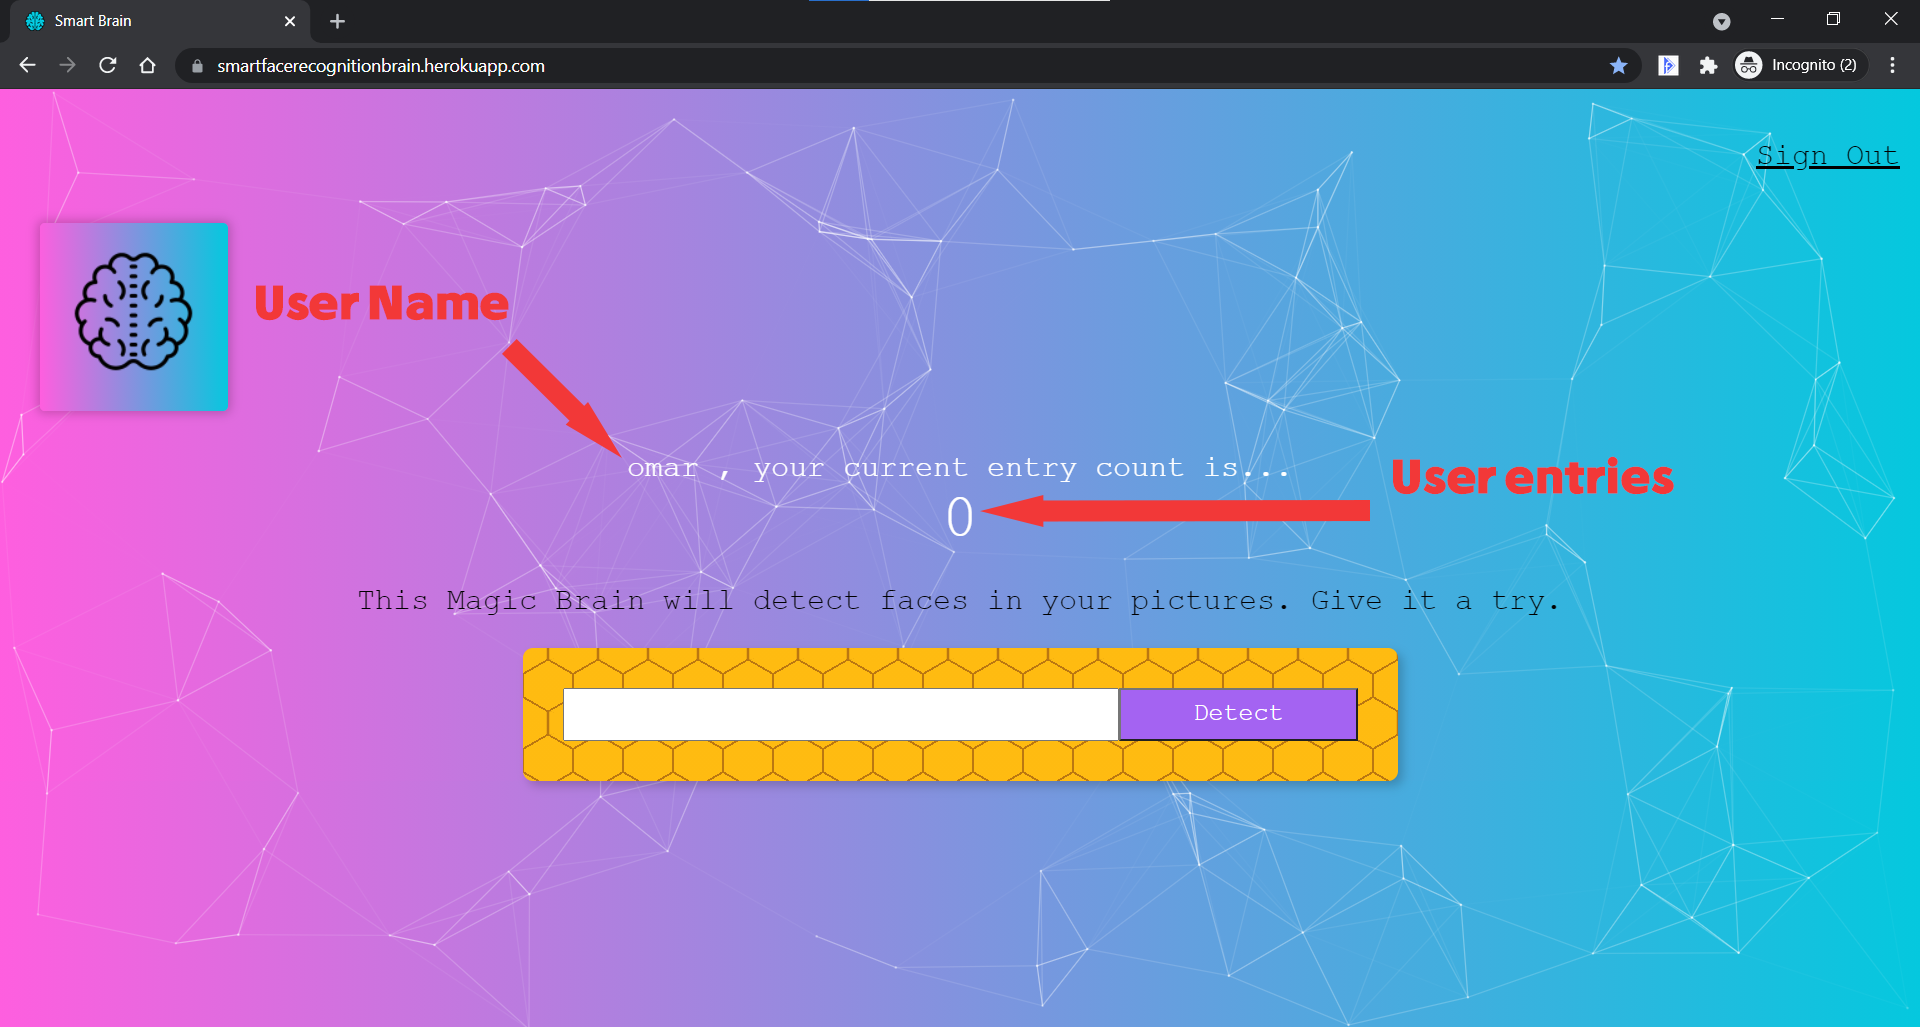 Smart Brain
smartfacerecognitionbrain.herokuapp.com
Incognito (2)
Sign Out
User Name
omar , your current entry count is...
User entries
0
This Magic Brain will detect faces in your pictures. Give it a try.
Detect